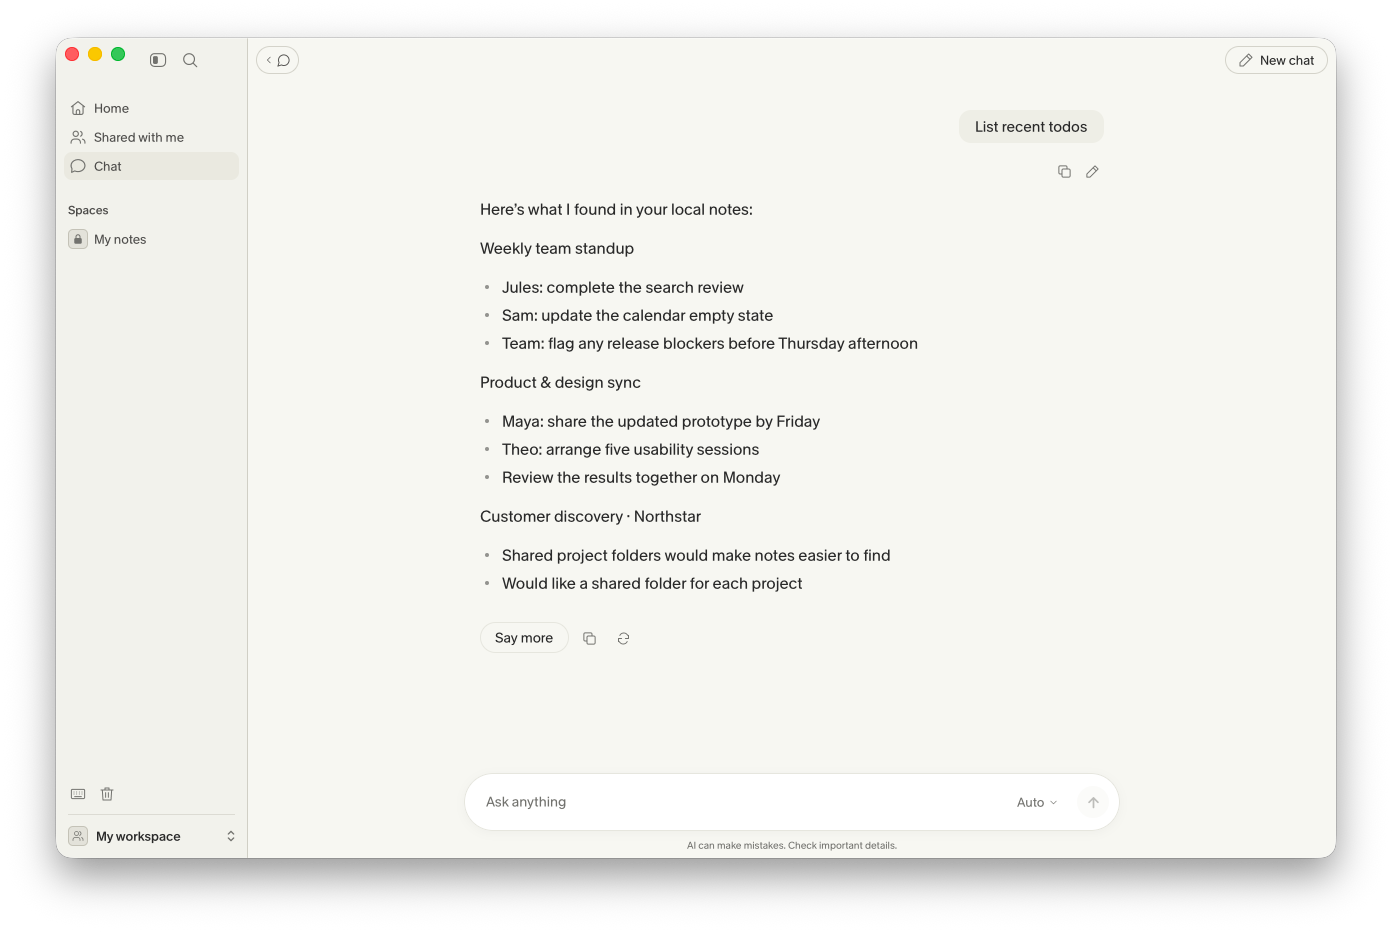 New chat
Home
Shared with me
Chat
Spaces
My notes
List recent todos
Here's what I found in your local notes:
Weekly team standup
• Jules: complete the search review
• Sam: update the calendar empty state
• Team: flag any release blockers before Thursday afternoon
Product & design sync
• Maya: share the updated prototype by Friday
• Theo: arrange five usability sessions
• Review the results together on Monday
Customer discovery · Northstar
• Shared project folders would make notes easier to find
• Would like a shared folder for each project
Say more
Ask anything
Auto
My workspace
AI can make mistakes. Check important details.